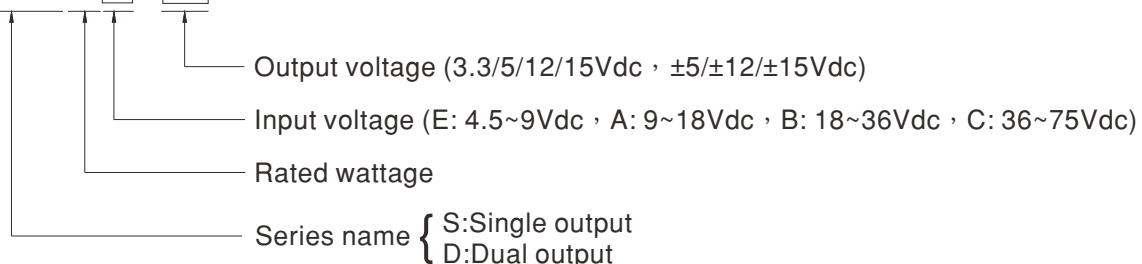 Output voltage (3.3/5/12/15Vdc，±5/±12/±15Vdc)
Input voltage (E: 4.5~9Vdc，A: 9~18Vdc，B: 18~36Vdc，C: 36~75Vdc)
Rated wattage
Series name { S:Single output
D:Dual output